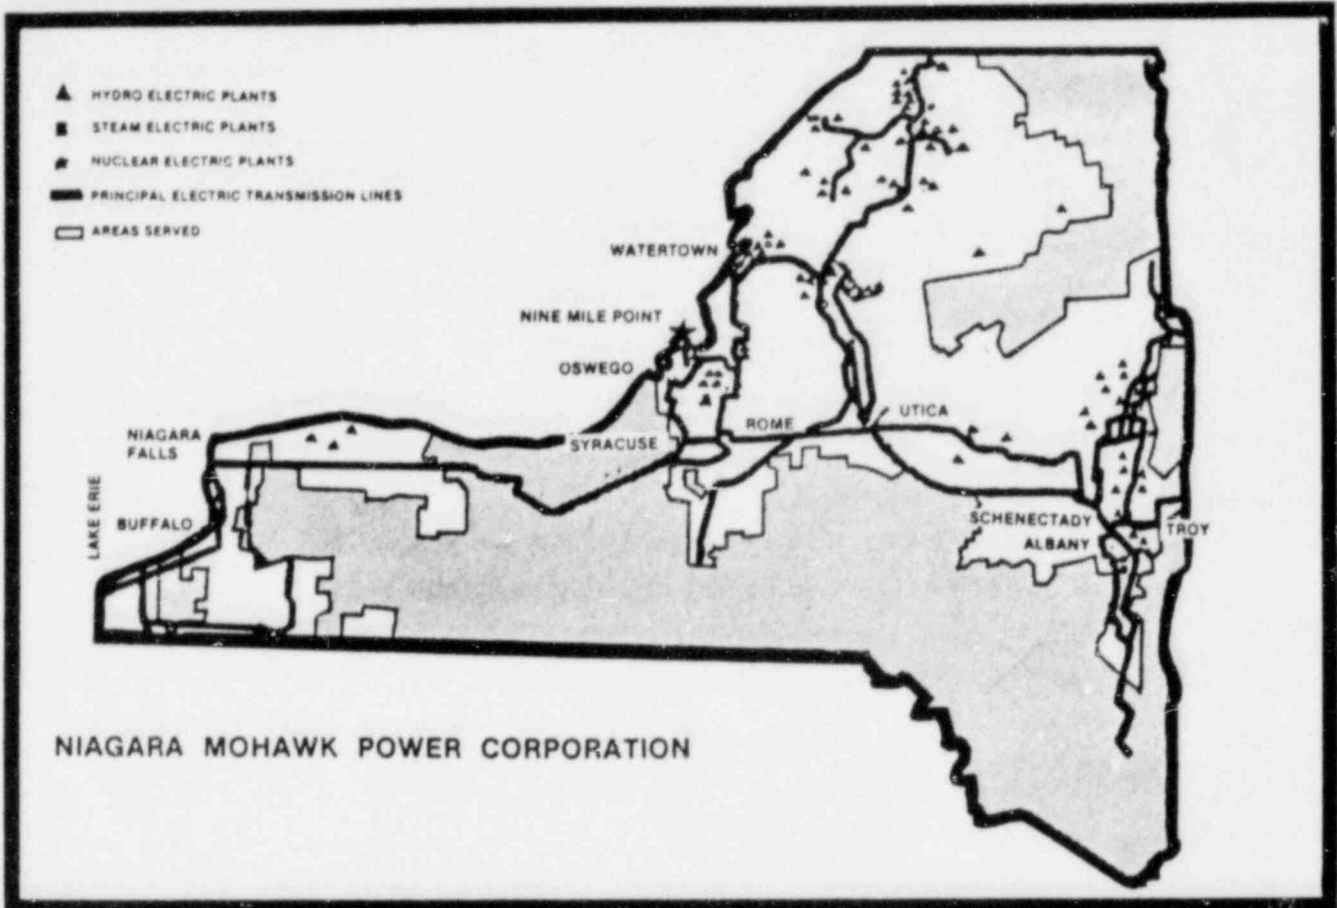 HYDRO ELECTRIC PLANTS
STEAM ELECTRIC PLANTS
NUCLEAR ELECTRIC PLANTS
PRINCIPAL ELECTRIC TRANSMISSION LINES
AREAS SERVED
WATERTOWN
NINE MILE POINT
OSWEGO
UTICA
ROME
SYRACUSE
NIAGARA
FALLS
LAKE ERIE
BUFFALO
SCHENECTADY
TROY
ALBANY
NIAGARA MOHAWK POWER CORPORATION